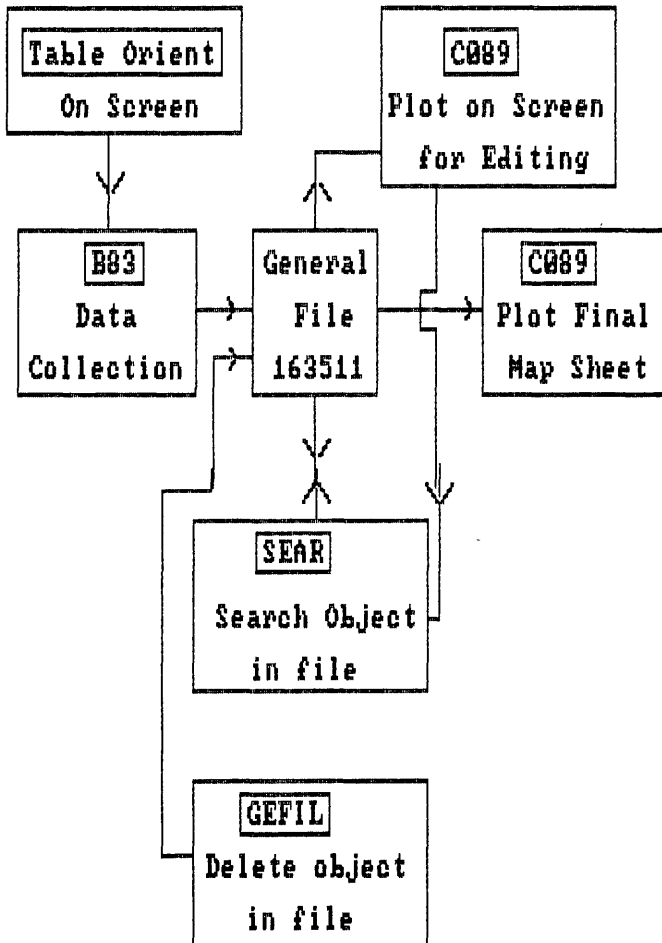 Table Orient
On Screen
C089
Plot on Screen
for Editing
B83
Data
Collection
General
File
163511
C089
Plot Final
Map Sheet
SEAR
Search Object
in file
GEFIL
Delete object
in file